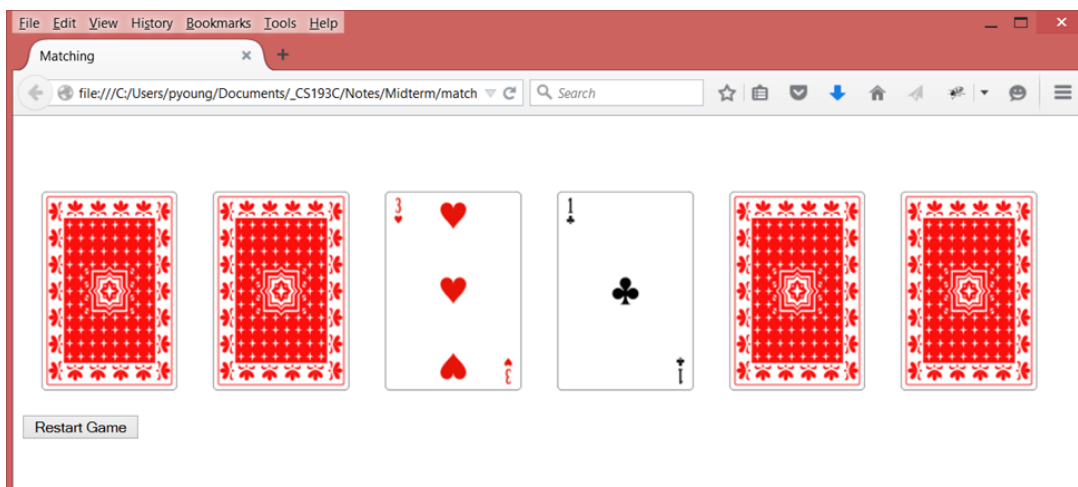 File Edit View History Bookmarks Tools Help
Matching
file:///C:/Users/pyoung/Documents/_CS193C/Notes/Midterm/match
Search
3
1
3
1
Restart Game